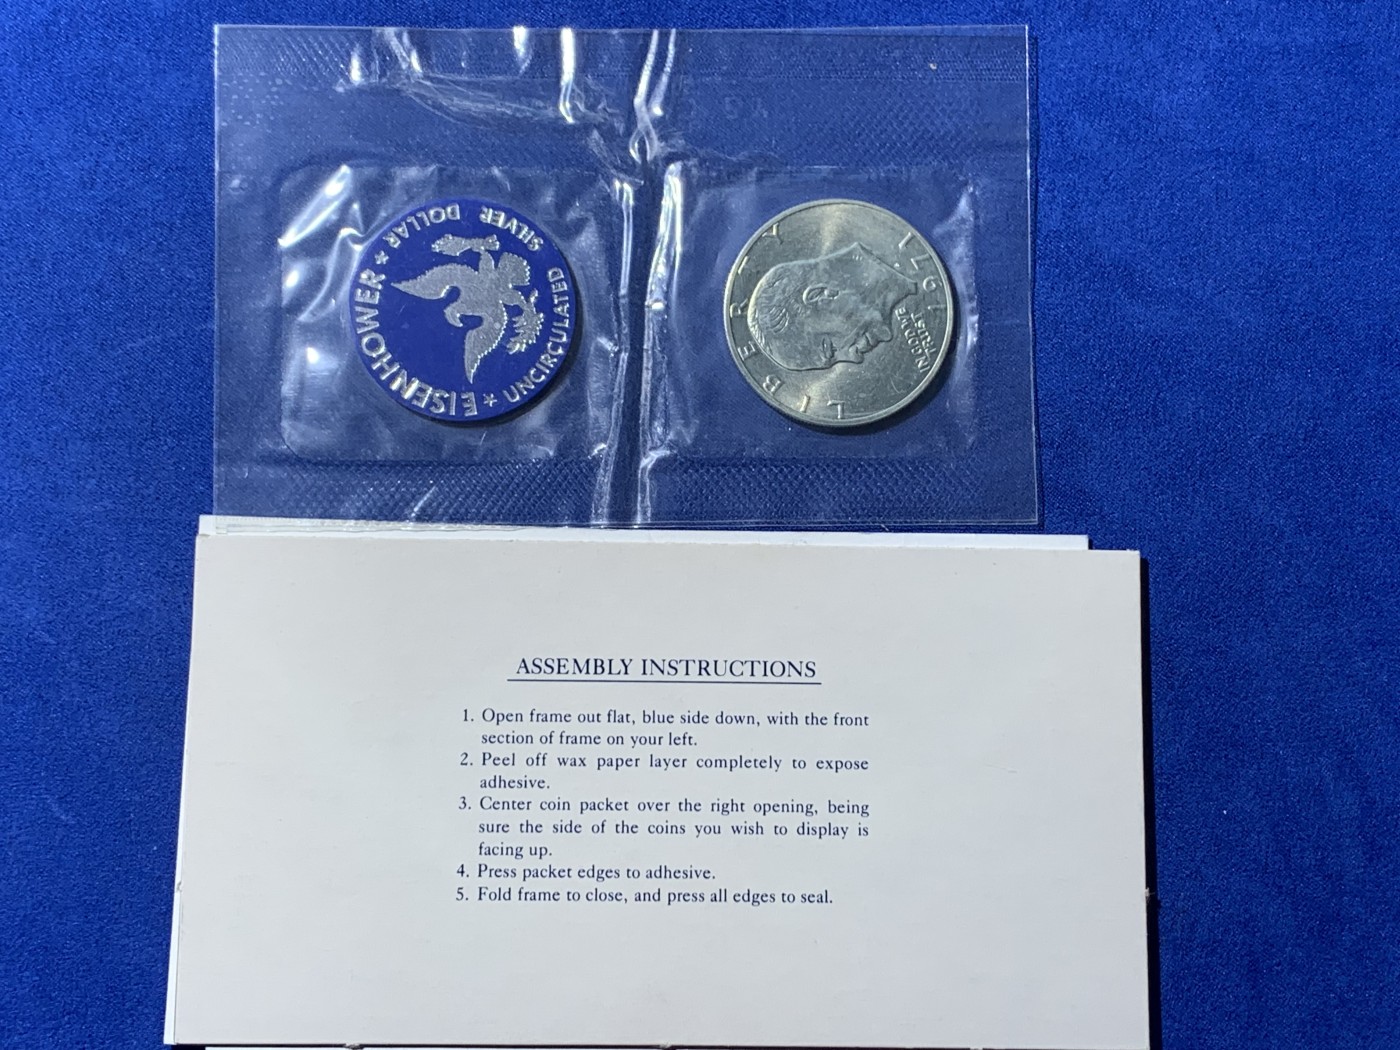 EISENHOWER
★ UNCIRCULATED SILVER DOLLAR ★
LIBERTY
IN GOD WE
TRUST
1971
ASSEMBLY INSTRUCTIONS
1. Open frame out flat, blue side down, with the front
section of frame on your left.
2. Peel off wax paper layer completely to expose
adhesive.
3. Center coin packet over the right opening, being
sure the side of the coins you wish to display is
facing up.
4. Press packet edges to adhesive.
5. Fold frame to close, and press all edges to seal.